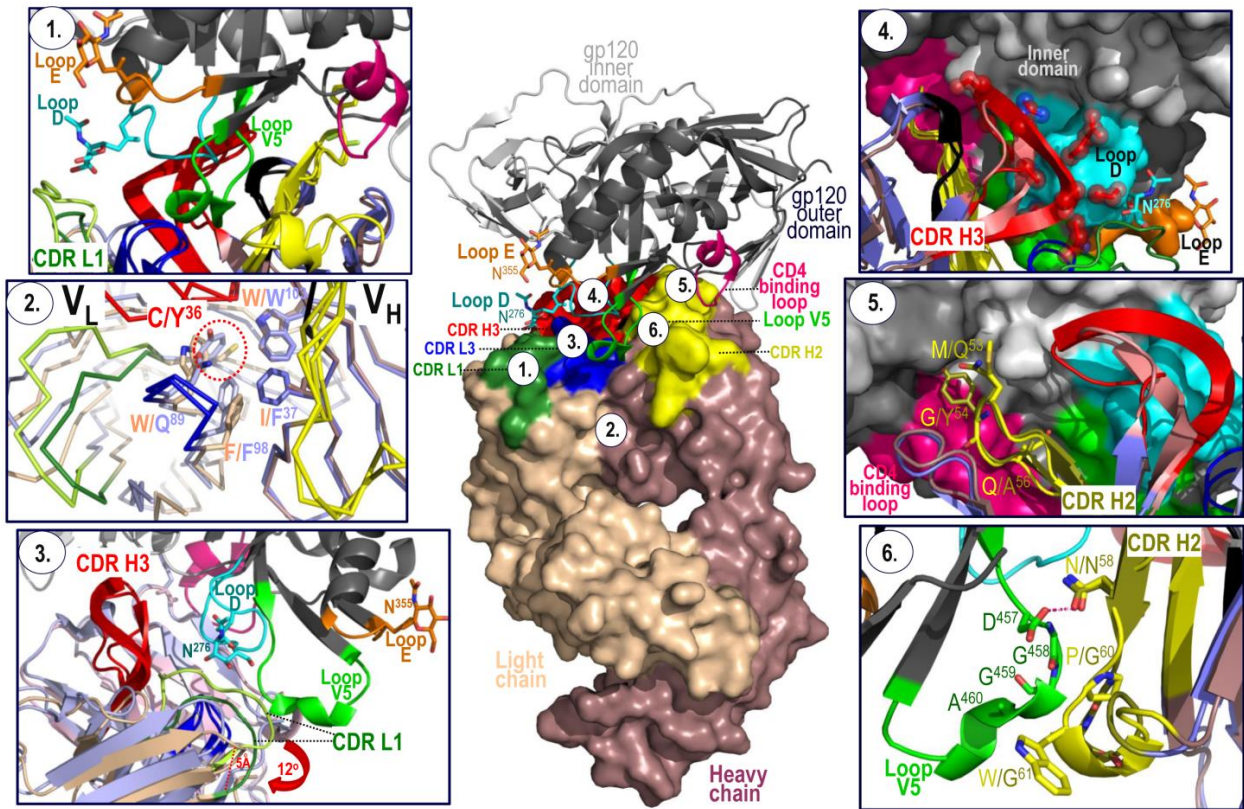 1.
Loop
E
Loop
D
Loop
V5
CDR L1
2.
VL
C/Y36
W/W10
VH
W/Q89
I/F37
F/F98
3.
CDR H3
Loop
D
N276
N355
Loop
E
Loop
V5
CDR L1
5Å
12º
gp120
inner
domain
gp120
outer
domain
Loop E
N355
Loop D
N276
CDR H3
CDR L3
CDR L1
4.
5.
3.
6.
1.
2.
CD4
binding
loop
Loop V5
CDR H2
Light
chain
Heavy
chain
4.
Inner
domain
Loop
D
N276
CDR H3
Loop
E
5.
M/Q55
G/Y54
Q/A56
CD4
binding
loop
CDR H2
6.
CDR H2
N/N58
D457
G458
P/G60
G459
A460
W/G61
Loop
V5